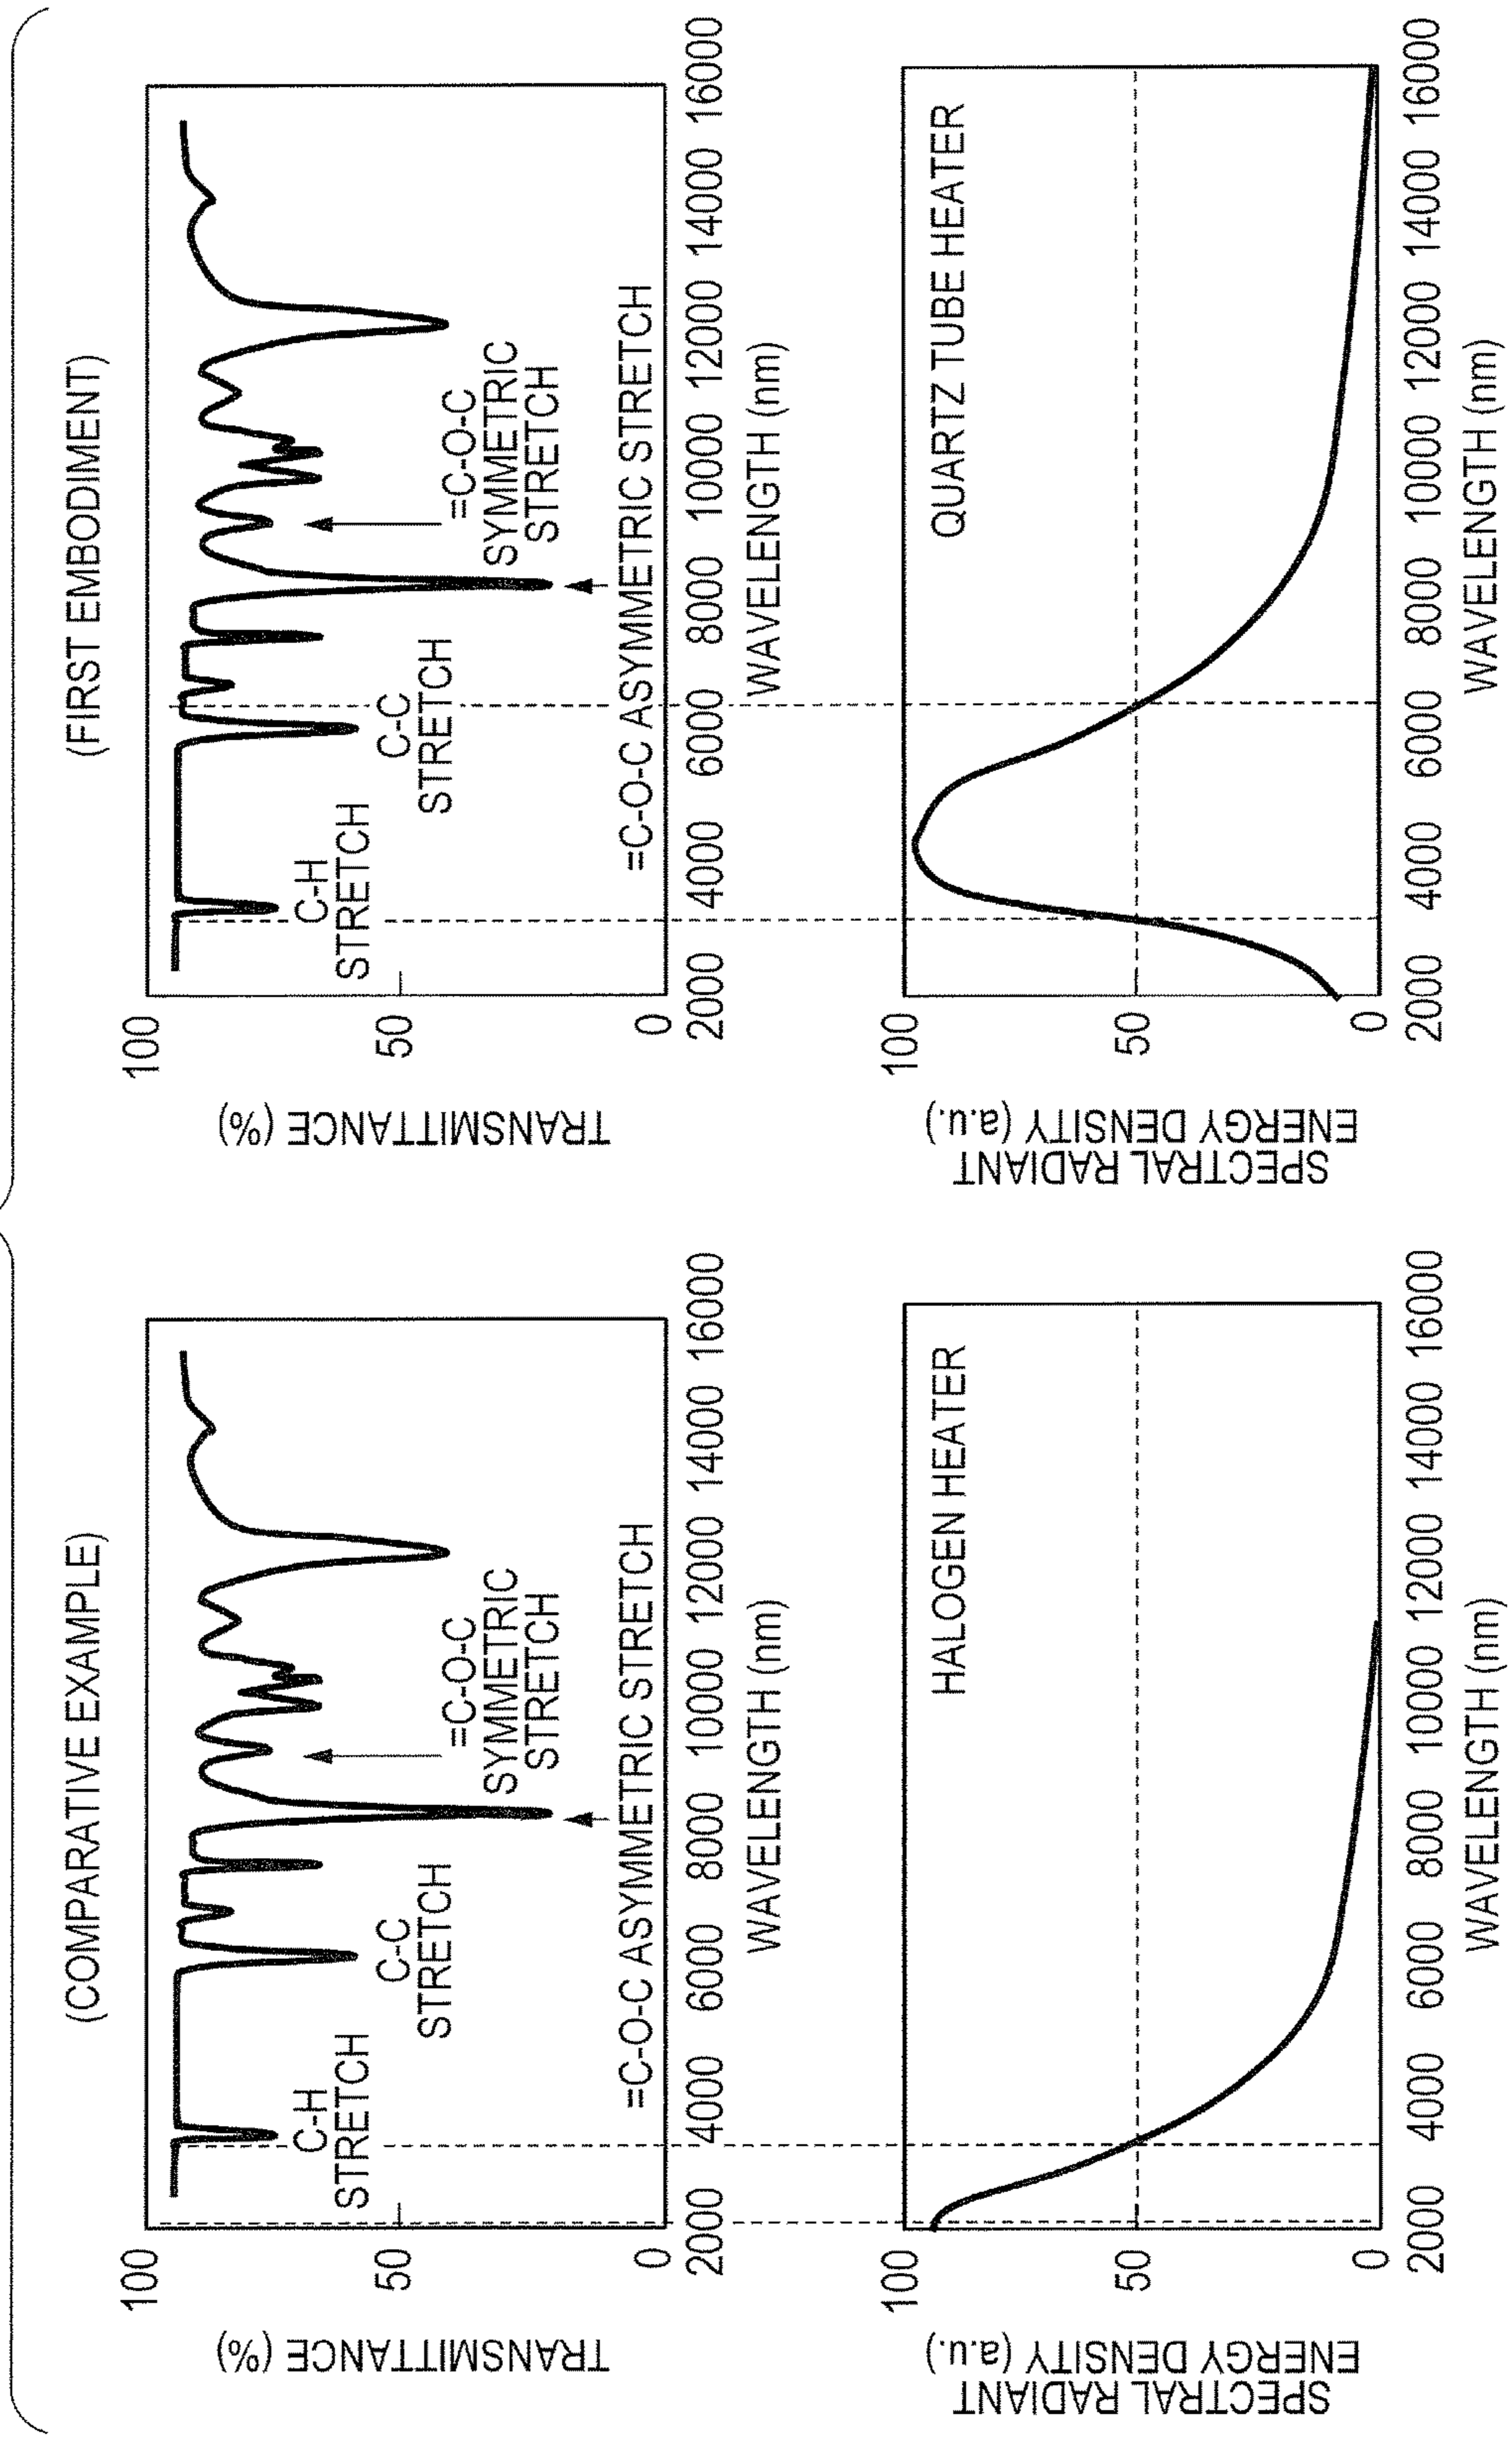 (COMPARATIVE EXAMPLE)
TRANSMITTANCE
(%)
100
50
0
C-H
STRETCH
C-C
STRETCH
=C-O-C
SYMMETRIC
STRETCH
=C-O-C ASYMMETRIC STRETCH
2000 4000 6000 8000 10000 12000 14000 16000
WAVELENGTH (nm)
SPECTRAL RADIANT
ENERGY DENSITY (a.u.)
100
50
0
HALOGEN HEATER
2000 4000 6000 8000 10000 12000 14000 16000
WAVELENGTH (nm)
(FIRST EMBODIMENT)
TRANSMITTANCE (%)
100
50
0
C-H
STRETCH
C-C
STRETCH
=C-O-C
SYMMETRIC
STRETCH
=C-O-C ASYMMETRIC STRETCH
2000 4000 6000 8000 10000 12000 14000 16000
WAVELENGTH (nm)
SPECTRAL RADIANT
ENERGY DENSITY (a.u.)
100
50
0
QUARTZ TUBE HEATER
2000 4000 6000 8000 10000 12000 14000 16000
WAVELENGTH (nm)